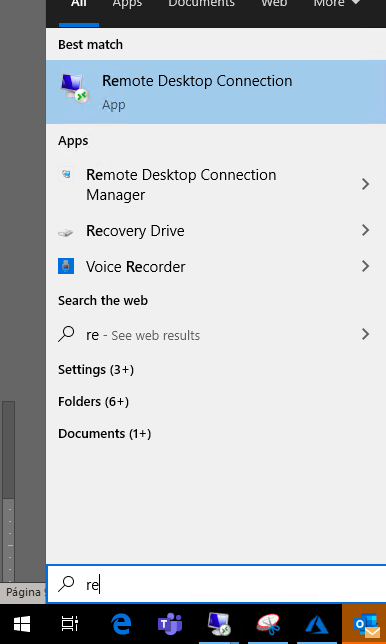 All Apps Documents Web More
Best match
Remote Desktop Connection
App
Apps
Remote Desktop Connection
Manager
Recovery Drive
Voice Recorder
Search the web
re - See web results
Settings (3+)
Folders (6+)
Documents (1+)
Página
re